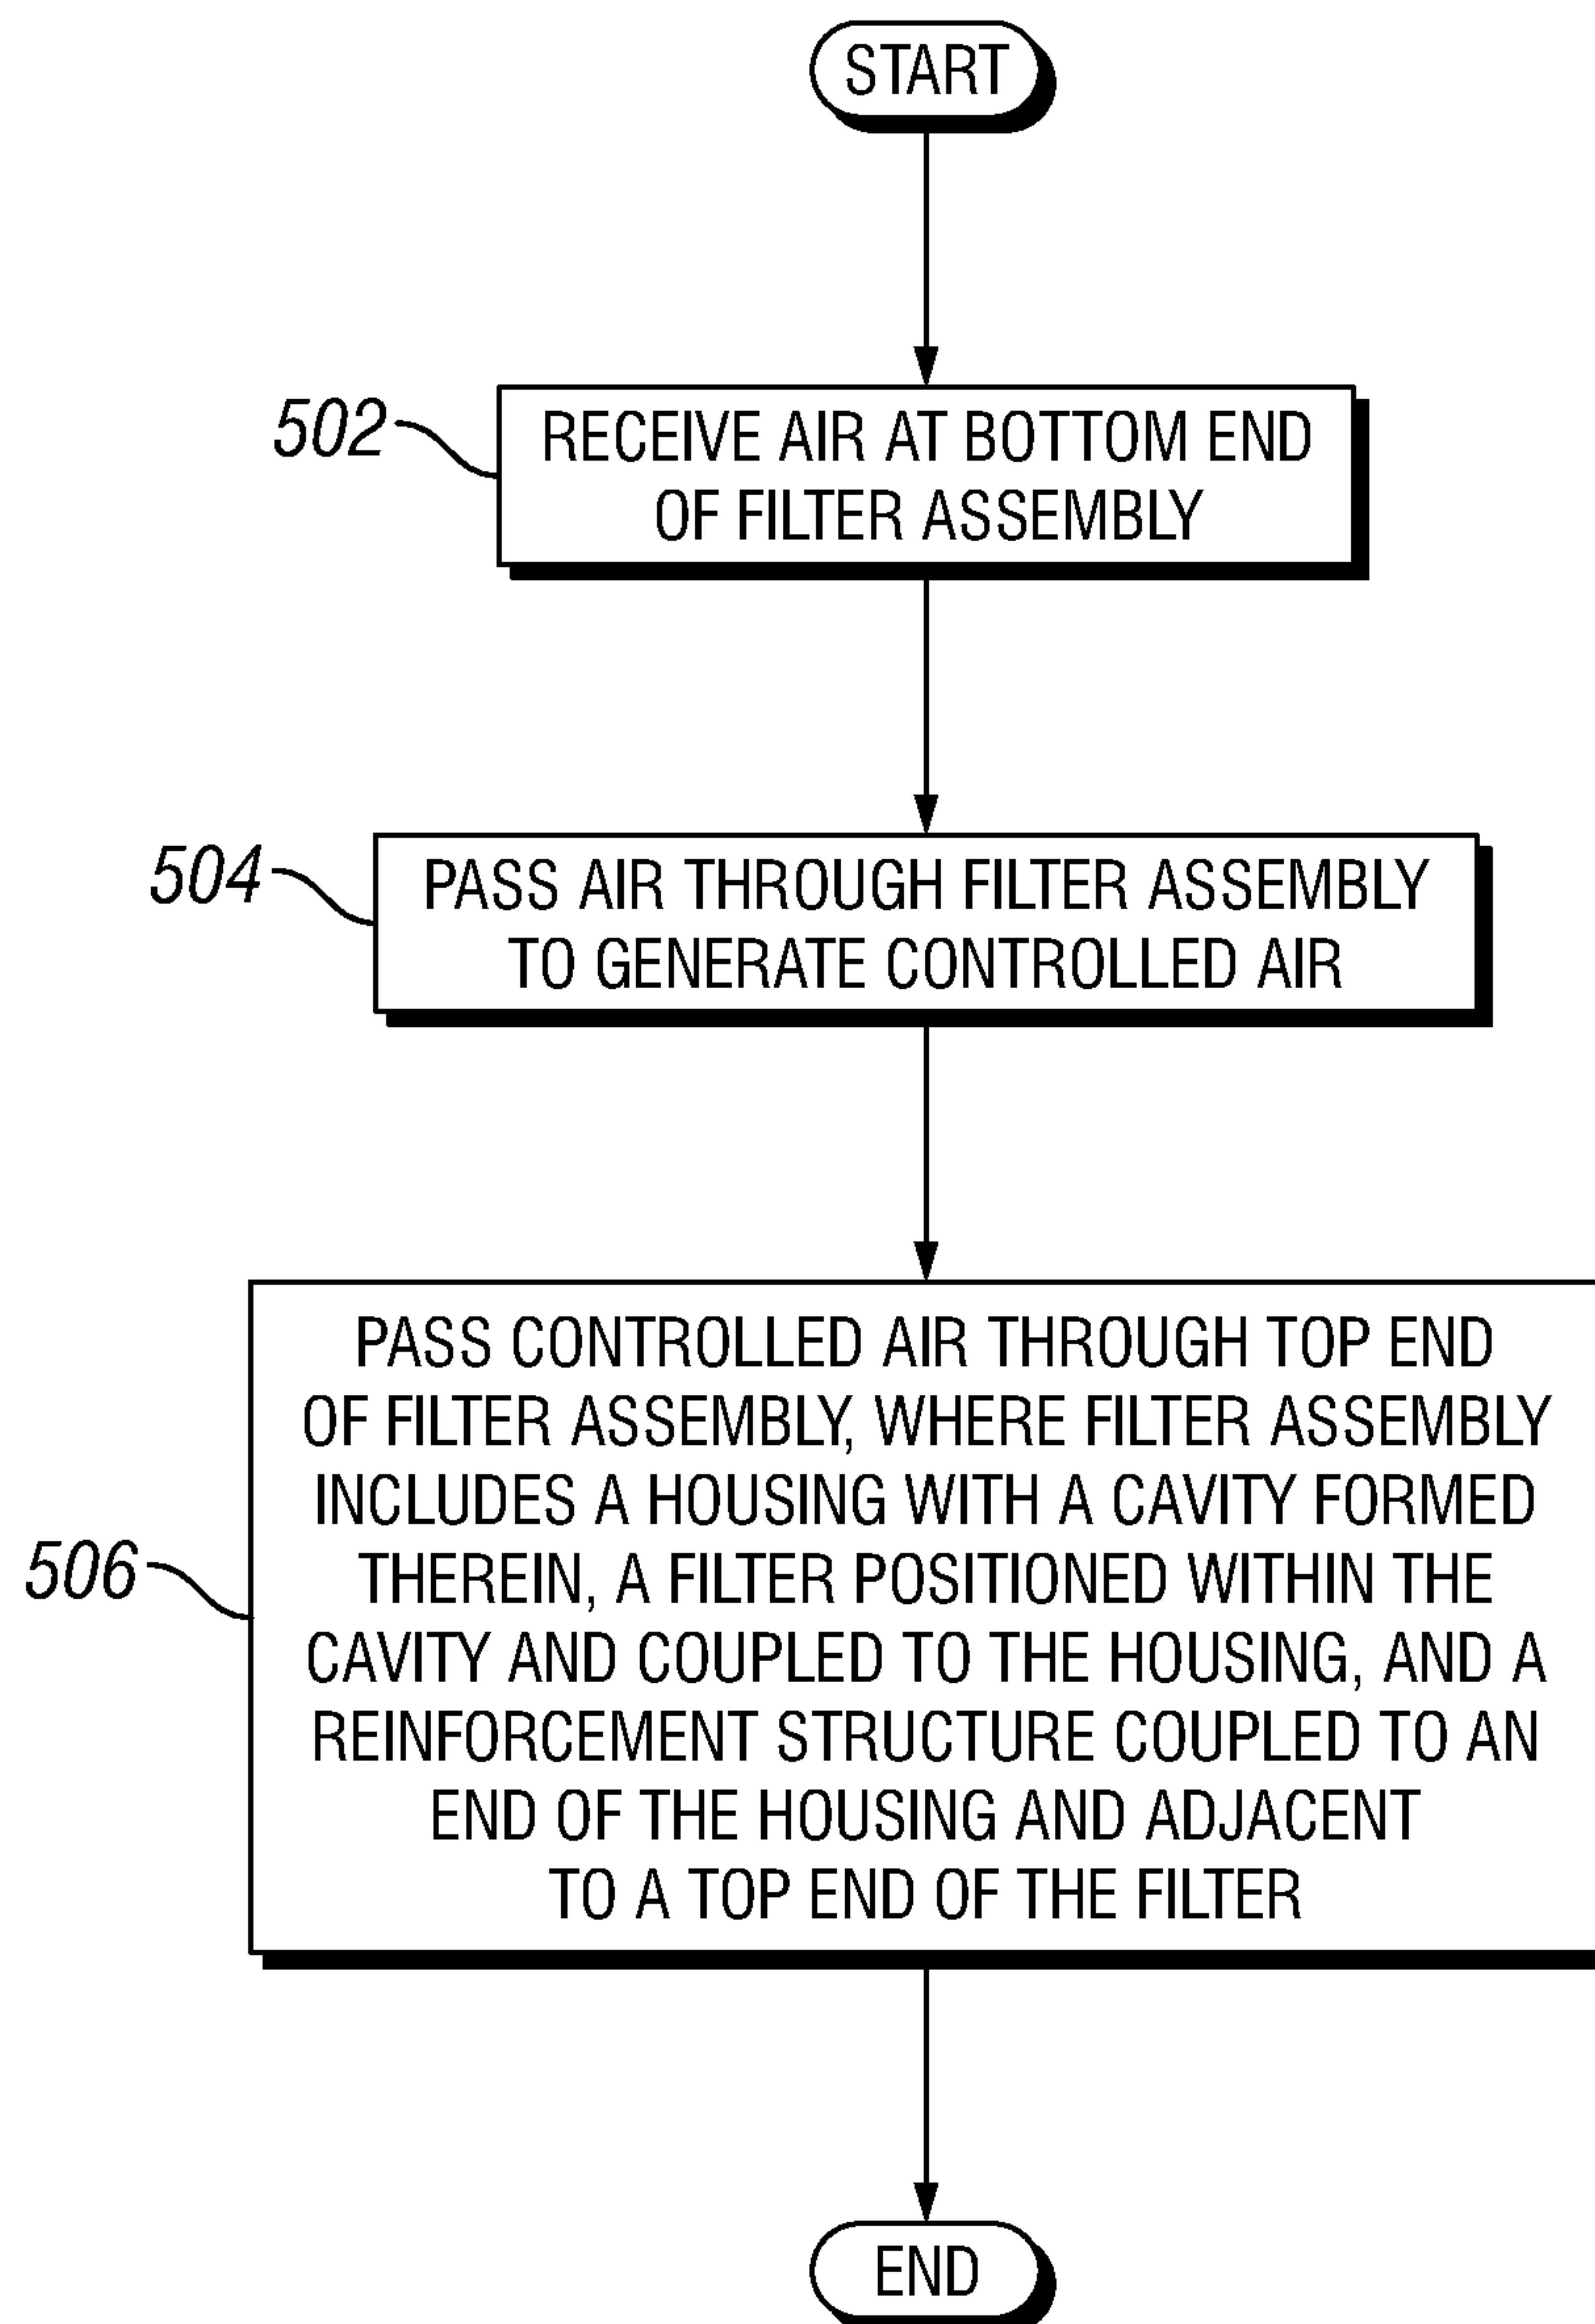 START
502
RECEIVE AIR AT BOTTOM END
OF FILTER ASSEMBLY
504
PASS AIR THROUGH FILTER ASSEMBLY
TO GENERATE CONTROLLED AIR
506
PASS CONTROLLED AIR THROUGH TOP END
OF FILTER ASSEMBLY, WHERE FILTER ASSEMBLY
INCLUDES A HOUSING WITH A CAVITY FORMED
THEREIN, A FILTER POSITIONED WITHIN THE
CAVITY AND COUPLED TO THE HOUSING, AND A
REINFORCEMENT STRUCTURE COUPLED TO AN
END OF THE HOUSING AND ADJACENT
TO A TOP END OF THE FILTER
END